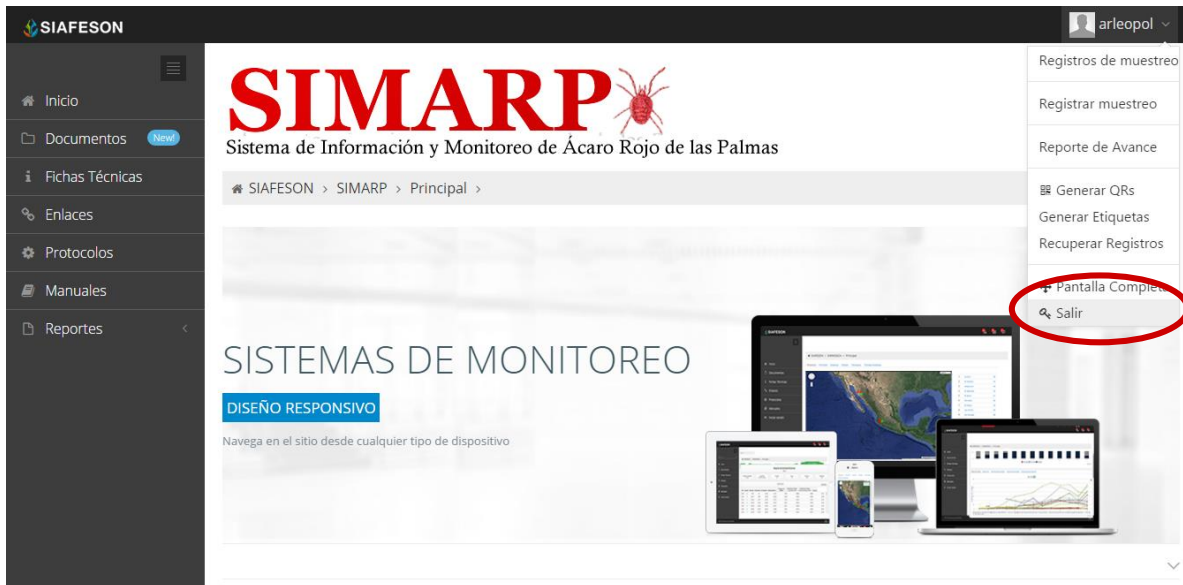 SIAFESON
arleopol
Inicio
Documentos New!
Fichas Técnicas
Enlaces
Protocolos
Manuales
Reportes
SIMARP
Sistema de Información y Monitoreo de Ácaro Rojo de las Palmas
SIAFESON > SIMARP > Principal >
Registros de muestreo
Registrar muestreo
Reporte de Avance
Generar QRs
Generar Etiquetas
Recuperar Registros
Pantalla Completa
Salir
SISTEMAS DE MONITOREO
DISEÑO RESPONSIVO
Navega en el sitio desde cualquier tipo de dispositivo